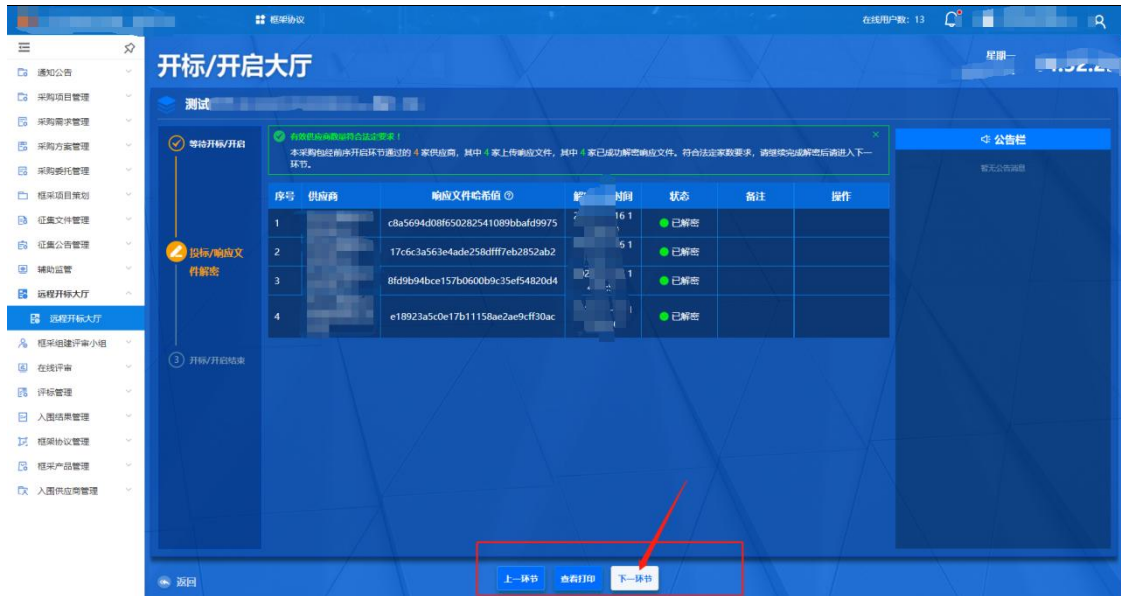 框架协议
在线用户数: 13
通知公告
采购项目管理
采购需求管理
采购方案管理
采购委托管理
框采项目策划
征集文件管理
征集公告管理
辅助监管
远程开标大厅
远程开标大厅
框采组建评审小组
在线评审
评标管理
入围结果管理
框架协议管理
框采产品管理
入围供应商管理
开标/开启大厅
星期一
测试
等待开标/开启
投标/响应文件解密
3 开标/开启结束
有效供应商数量符合法定要求！
本采购包经前序开启环节通过的 4 家供应商，其中 4 家上传响应文件，其中 4 家已成功解密响应文件，符合法定家数要求，请继续完成解密后请进入下一
环节。
序号 供应商 响应文件哈希值 时间 状态 备注 操作
1 c8a5694d08f650282541089bbafd9975 已解密
2 17c6c3a563e4ade258dfff7eb2852ab2 已解密
3 8fd9b94bce157b0600b9c35ef54820d4 已解密
4 e18923a5c0e17b11158ae2ae9cff30ac 已解密
公告栏
暂无公告消息
返回
上一环节 查看打印 下一环节